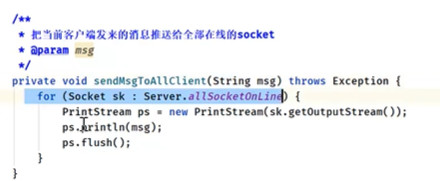 /**
 * 把当前客户端发来的消息推送给全部在线的socket
 * @param msg
 */
private void sendMsgToAllClient(String msg) throws Exception {
    for (Socket sk : Server.allSocketOnLine) {
        PrintStream ps = new PrintStream(sk.getOutputStream());
        ps.println(msg);
        ps.flush();
    }
}